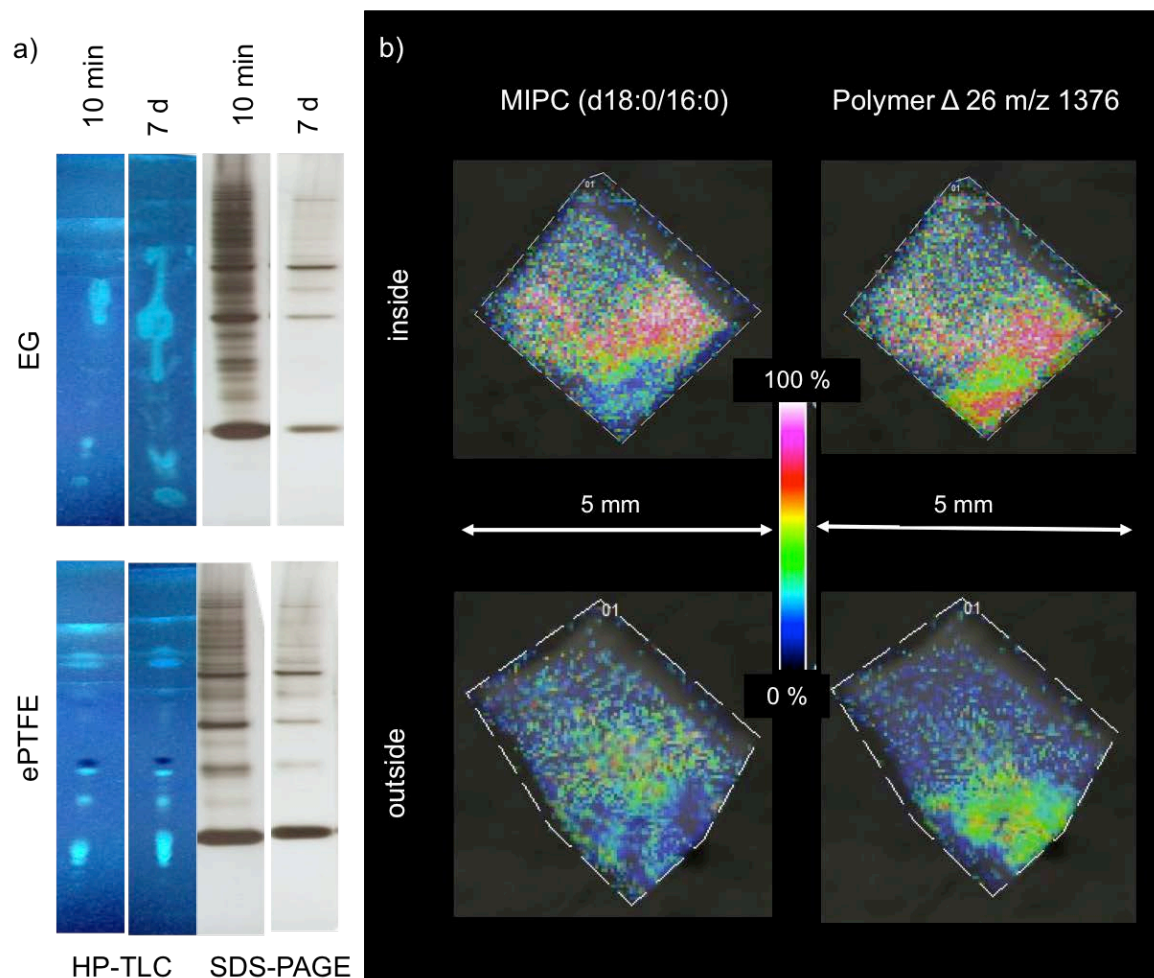 a)
10 min
7 d
10 min
7 d
EG
ePTFE
HP-TLC
SDS-PAGE
b)
MIPC (d18:0/16:0)
Polymer Δ 26 m/z 1376
inside
01
01
100 %
5 mm
5 mm
0 %
outside
01
01